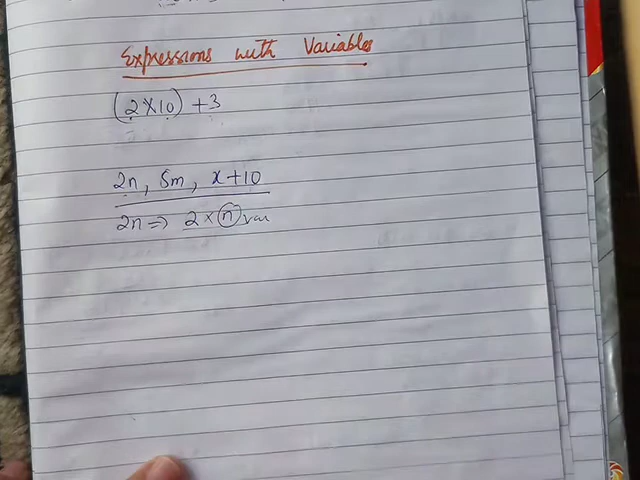 Expressions with Variables
(2×10) +3
2n, 5m, x+10
2n ⇒ 2 × n var